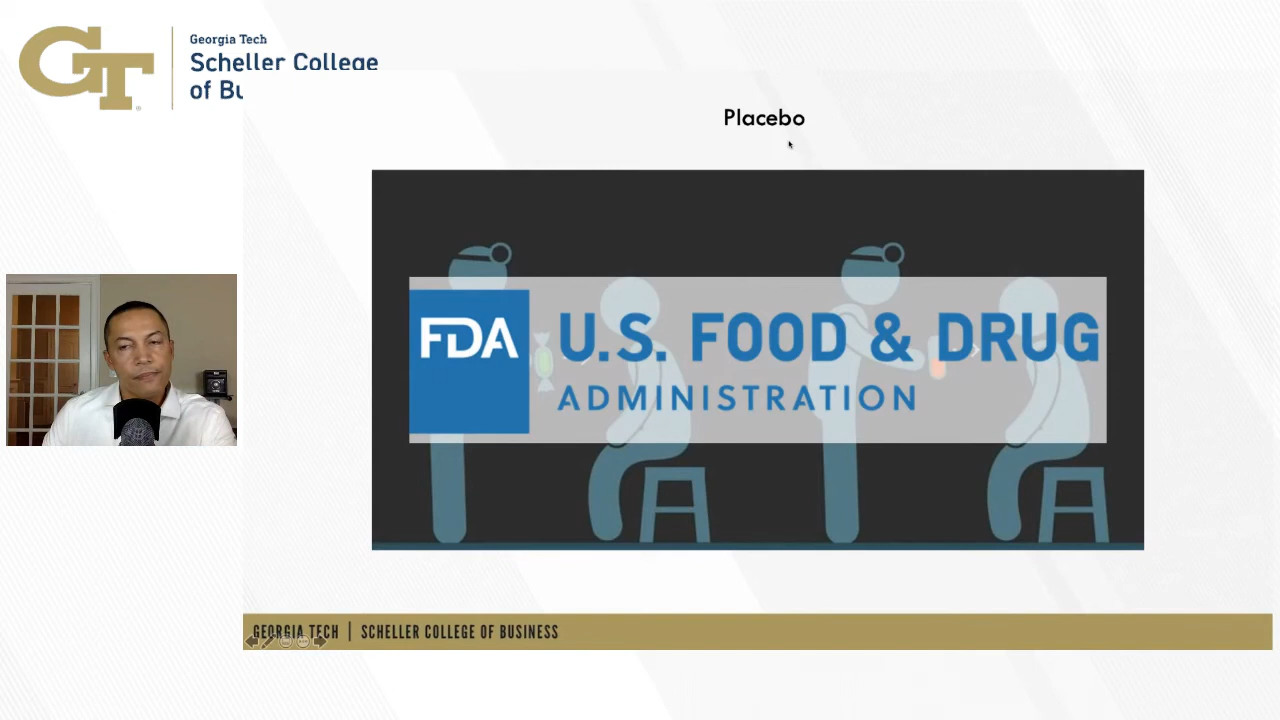 Georgia Tech
Scheller College
of Bu
Placebo
FDA
U.S. FOOD & DRUG
ADMINISTRATION
GEORGIA TECH | SCHELLER COLLEGE OF BUSINESS